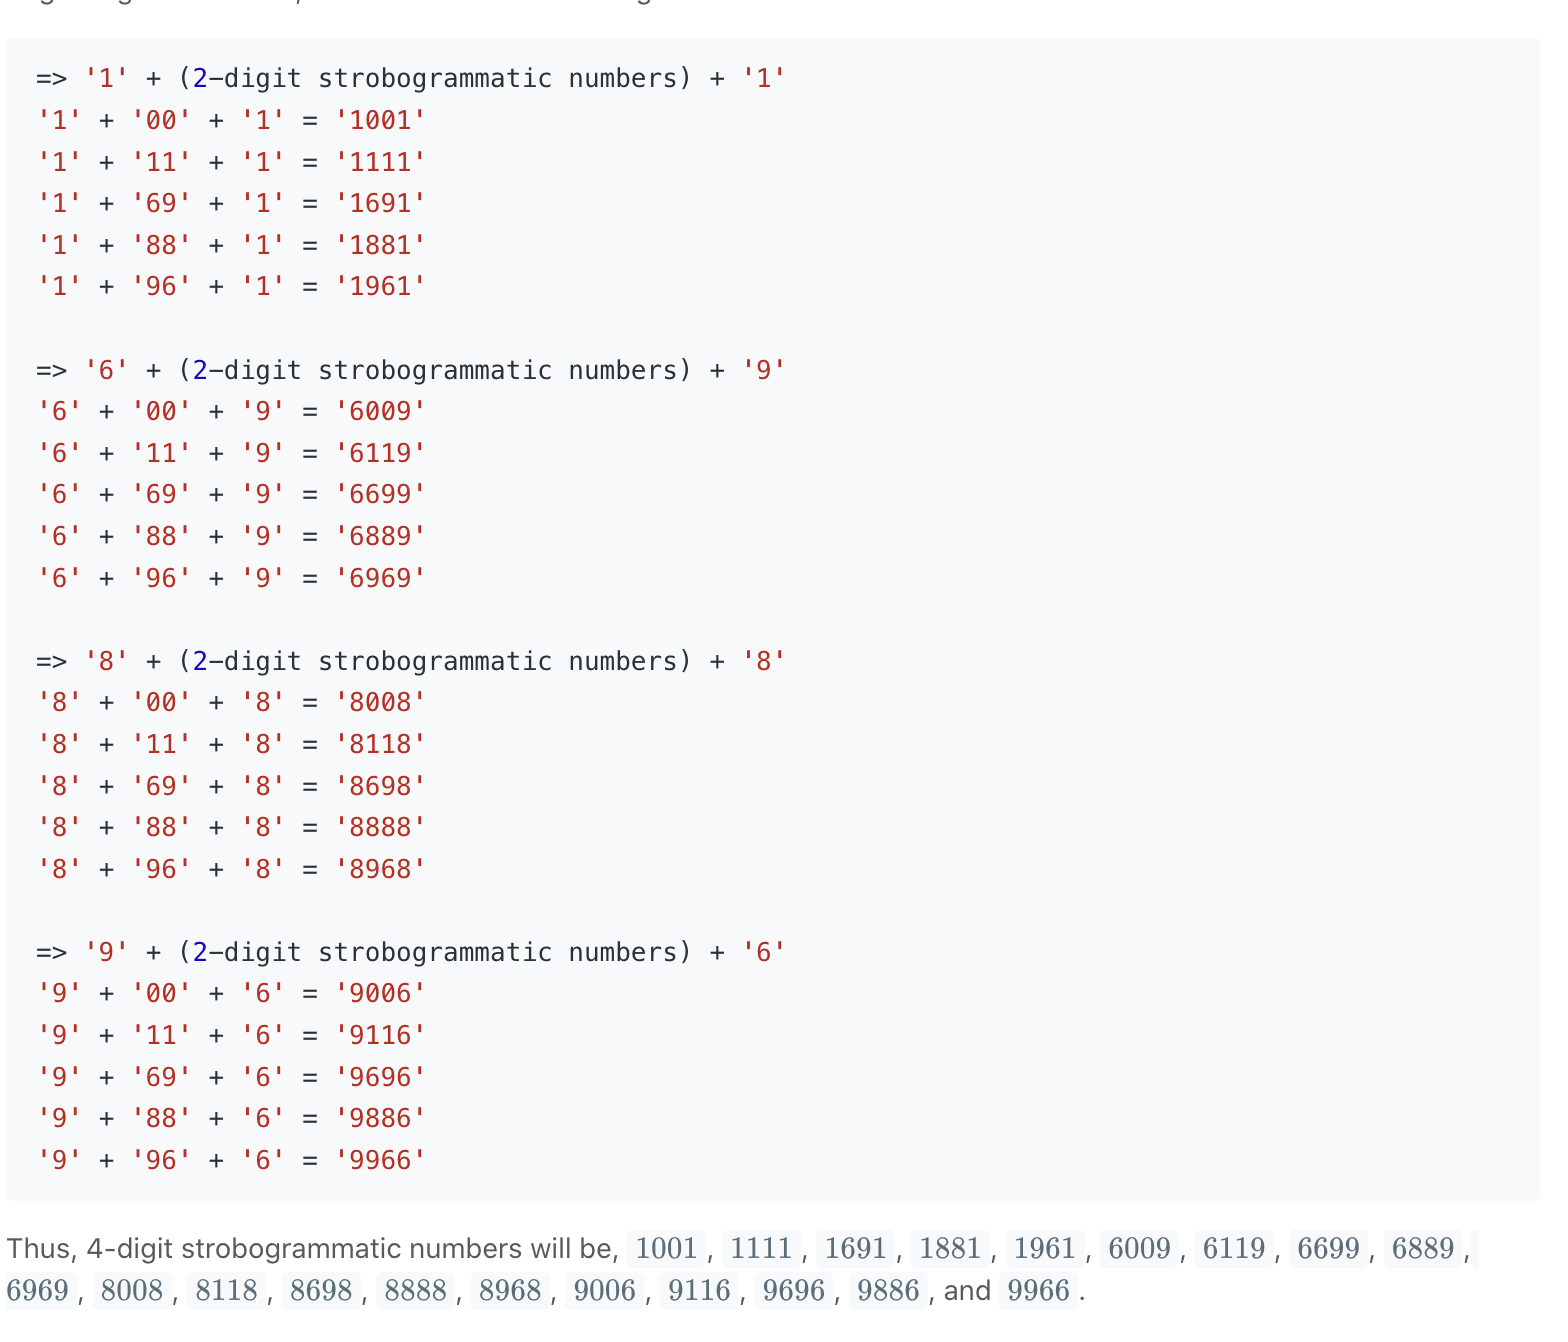 => '1' + (2-digit strobogrammatic numbers) + '1'
'1' + '00' + '1' = '1001'
'1' + '11' + '1' = '1111'
'1' + '69' + '1' = '1691'
'1' + '88' + '1' = '1881'
'1' + '96' + '1' = '1961'
=> '6' + (2-digit strobogrammatic numbers) + '9'
'6' + '00' + '9' = '6009'
'6' + '11' + '9' = '6119'
'6' + '69' + '9' = '6699'
'6' + '88' + '9' = '6889'
'6' + '96' + '9' = '6969'
=> '8' + (2-digit strobogrammatic numbers) + '8'
'8' + '00' + '8' = '8008'
'8' + '11' + '8' = '8118'
'8' + '69' + '8' = '8698'
'8' + '88' + '8' = '8888'
'8' + '96' + '8' = '8968'
=> '9' + (2-digit strobogrammatic numbers) + '6'
'9' + '00' + '6' = '9006'
'9' + '11' + '6' = '9116'
'9' + '69' + '6' = '9696'
'9' + '88' + '6' = '9886'
'9' + '96' + '6' = '9966'
Thus, 4-digit strobogrammatic numbers will be, 1001, 1111, 1691, 1881, 1961, 6009, 6119, 6699, 6889,
6969, 8008, 8118, 8698, 8888, 8968, 9006, 9116, 9696, 9886, and 9966.